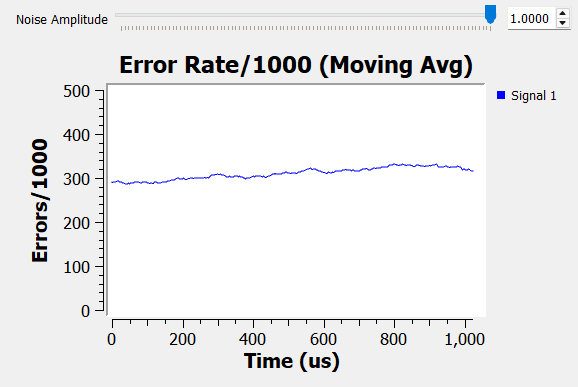 Noise Amplitude
1.0000
Error Rate/1000 (Moving Avg)
Signal 1
Errors/1000
500
400
300
200
100
0
0 200 400 600 800 1,000
Time (us)